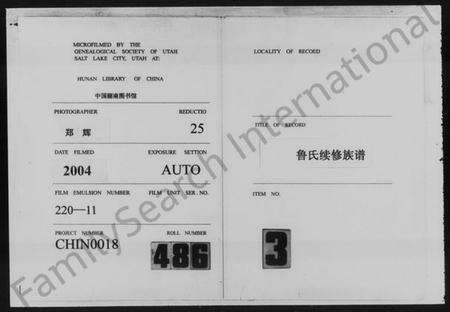 MICROFILMED BY THE
GENEALOGICAL SOCIETY OF UTAH
SALT LAKE CITY, UTAH AT:
HUNAN LIBRARY OF CHINA
中国湖南图书馆
PHOTOGRAPHER REDUCTIO
郑 辉 25
DATE FILMED EXPOSURE SETTION
2004 AUTO
FILM EMULSION NUMBER FILM UNIT SER. NO.
220—11
PROJECT NUMBER ROLL NUMBER
CHIN0018 486
LOCALITY OF RECOED
TITLE OF RECORD
鲁氏续修族谱
ITEM NO.
3
FamilySearch International